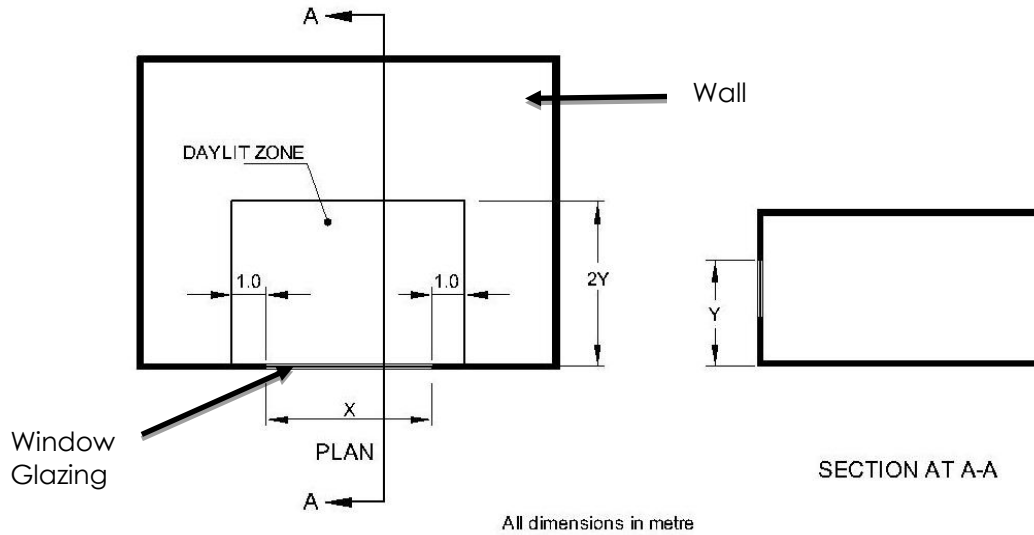 A
Wall
DAYLIT ZONE
1.0
1.0
2Y
Y
X
Window
Glazing
PLAN
A
SECTION AT A-A
All dimensions in metre